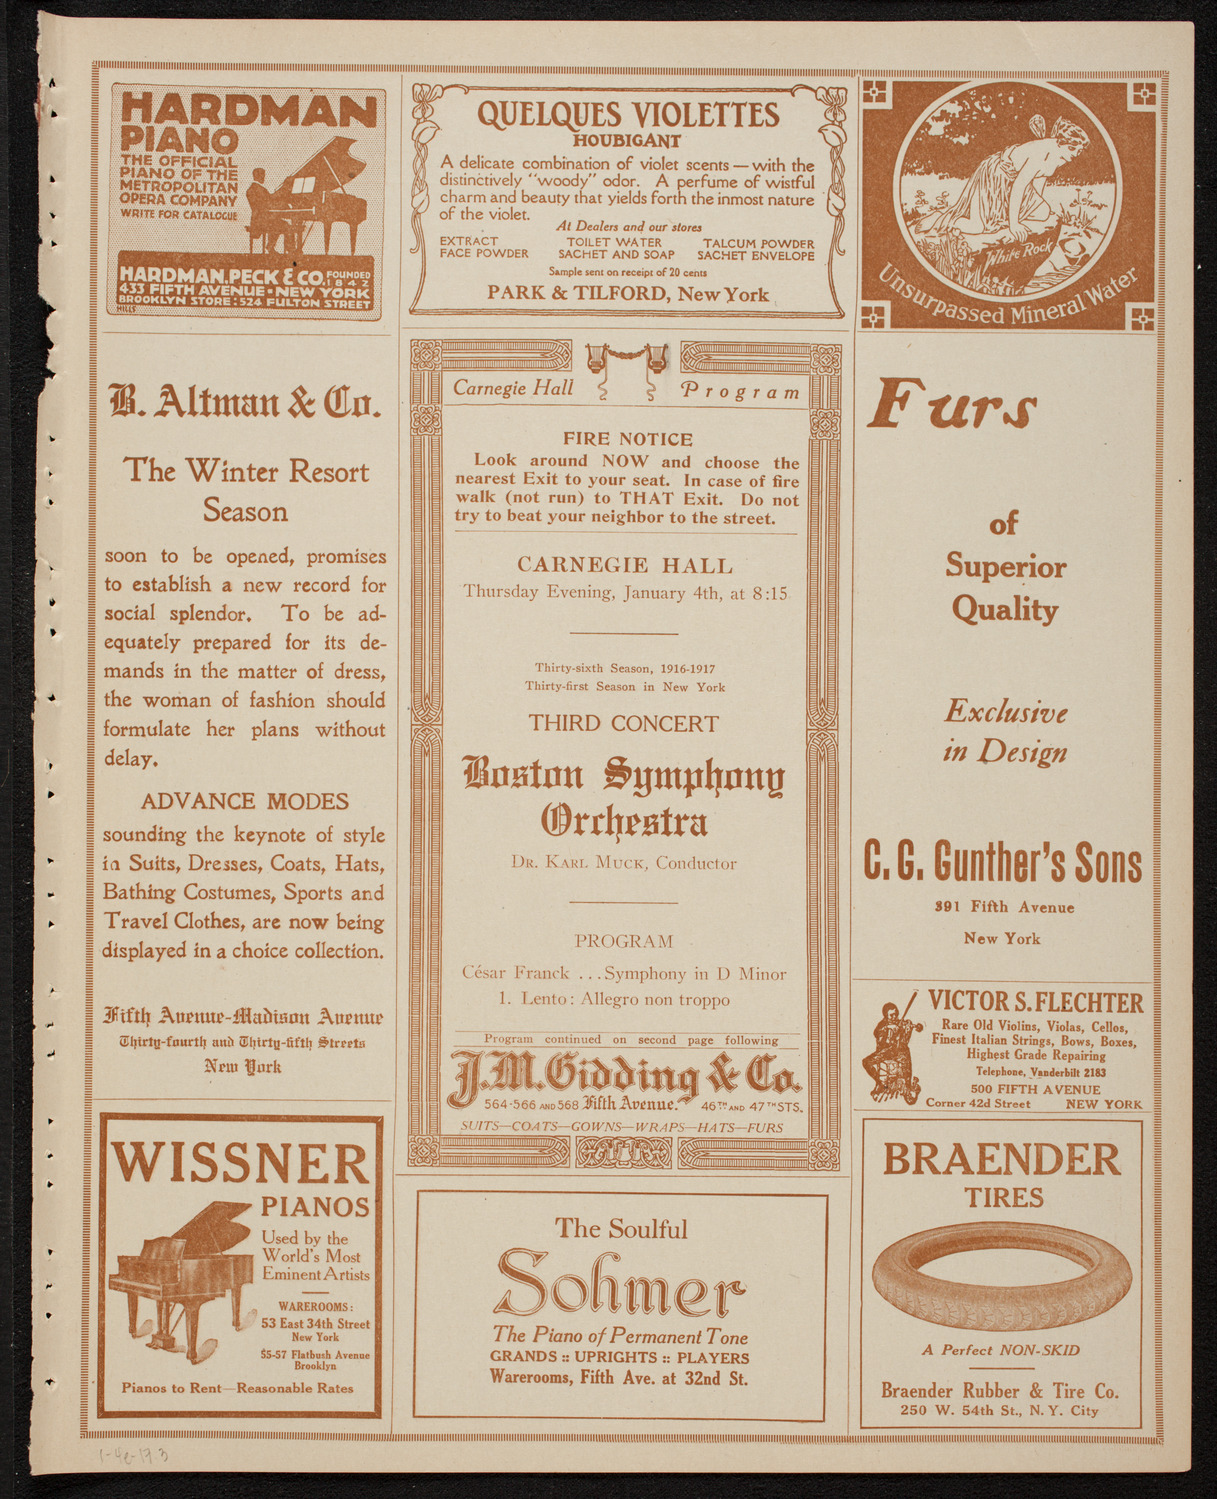 HARDMAN
PIANO
THE OFFICIAL
PIANO OF THE
METROPOLITAN
OPERA COMPANY
WRITE FOR CATALOGUE
HARDMAN, PECK & CO. FOUNDED 1842
433 FIFTH AVENUE • NEW YORK
BROOKLYN STORE: 524 FULTON STREET
MILLS
QUELQUES VIOLETTES
HOUBIGANT
A delicate combination of violet scents — with the
distinctively "woody" odor. A perfume of wistful
charm and beauty that yields forth the inmost nature
of the violet.
At Dealers and our stores
EXTRACT TOILET WATER TALCUM POWDER
FACE POWDER SACHET AND SOAP SACHET ENVELOPE
Sample sent on receipt of 20 cents
PARK & TILFORD, New York
White Rock
Unsurpassed Mineral Water
B. Altman & Co.
The Winter Resort
Season
soon to be opened, promises
to establish a new record for
social splendor. To be ad-
equately prepared for its de-
mands in the matter of dress,
the woman of fashion should
formulate her plans without
delay.
ADVANCE MODES
sounding the keynote of style
in Suits, Dresses, Coats, Hats,
Bathing Costumes, Sports and
Travel Clothes, are now being
displayed in a choice collection.
Fifth Avenue-Madison Avenue
Thirty-fourth and Thirty-fifth Streets
New York
WISSNER
PIANOS
Used by the
World's Most
Eminent Artists
WAREROOMS:
53 East 34th Street
New York
55-57 Flatbush Avenue
Brooklyn
Pianos to Rent—Reasonable Rates
Carnegie Hall Program
FIRE NOTICE
Look around NOW and choose the
nearest Exit to your seat. In case of fire
walk (not run) to THAT Exit. Do not
try to beat your neighbor to the street.
CARNEGIE HALL
Thursday Evening, January 4th, at 8:15
Thirty-sixth Season, 1916-1917
Thirty-first Season in New York
THIRD CONCERT
Boston Symphony
Orchestra
DR. KARL MUCK, Conductor
PROGRAM
César Franck ...Symphony in D Minor
1. Lento: Allegro non troppo
Program continued on second page following
J.M. Gidding & Co.
564-566 AND 568 Fifth Avenue. 46TH AND 47TH STS.
SUITS—COATS—GOWNS—WRAPS—HATS—FURS
The Soulful
Sohmer
The Piano of Permanent Tone
GRANDS :: UPRIGHTS :: PLAYERS
Warerooms, Fifth Ave. at 32nd St.
Furs
of
Superior
Quality
Exclusive
in Design
C. G. Gunther's Sons
391 Fifth Avenue
New York
VICTOR S. FLECHTER
Rare Old Violins, Violas, Cellos,
Finest Italian Strings, Bows, Boxes,
Highest Grade Repairing
Telephone, Vanderbilt 2183
500 FIFTH AVENUE
Corner 42d Street NEW YORK
BRAENDER
TIRES
A Perfect NON-SKID
Braender Rubber & Tire Co.
250 W. 54th St., N. Y. City